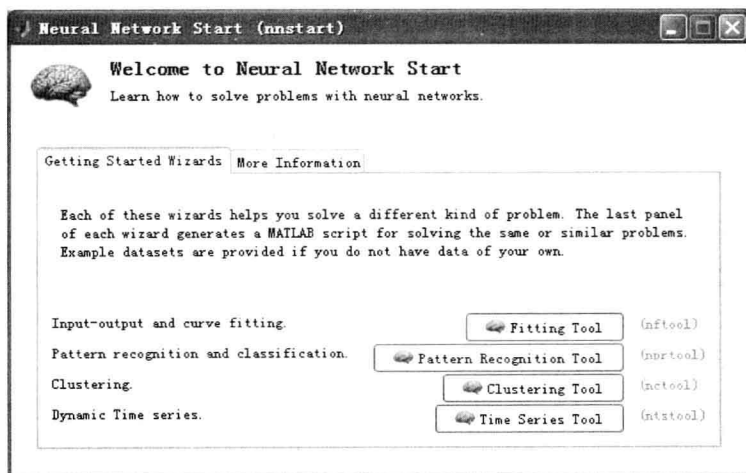 Neural Network Start (nnstart)
Welcome to Neural Network Start
Learn how to solve problems with neural networks.
Getting Started Wizards
More Information
Each of these wizards helps you solve a different kind of problem. The last panel
of each wizard generates a MATLAB script for solving the same or similar problems.
Example datasets are provided if you do not have data of your own.
Input-output and curve fitting.
Fitting Tool
(nftool)
Pattern recognition and classification.
Pattern Recognition Tool
(nprtool)
Clustering.
Clustering Tool
(nctool)
Dynamic Time series.
Time Series Tool
(ntstool)